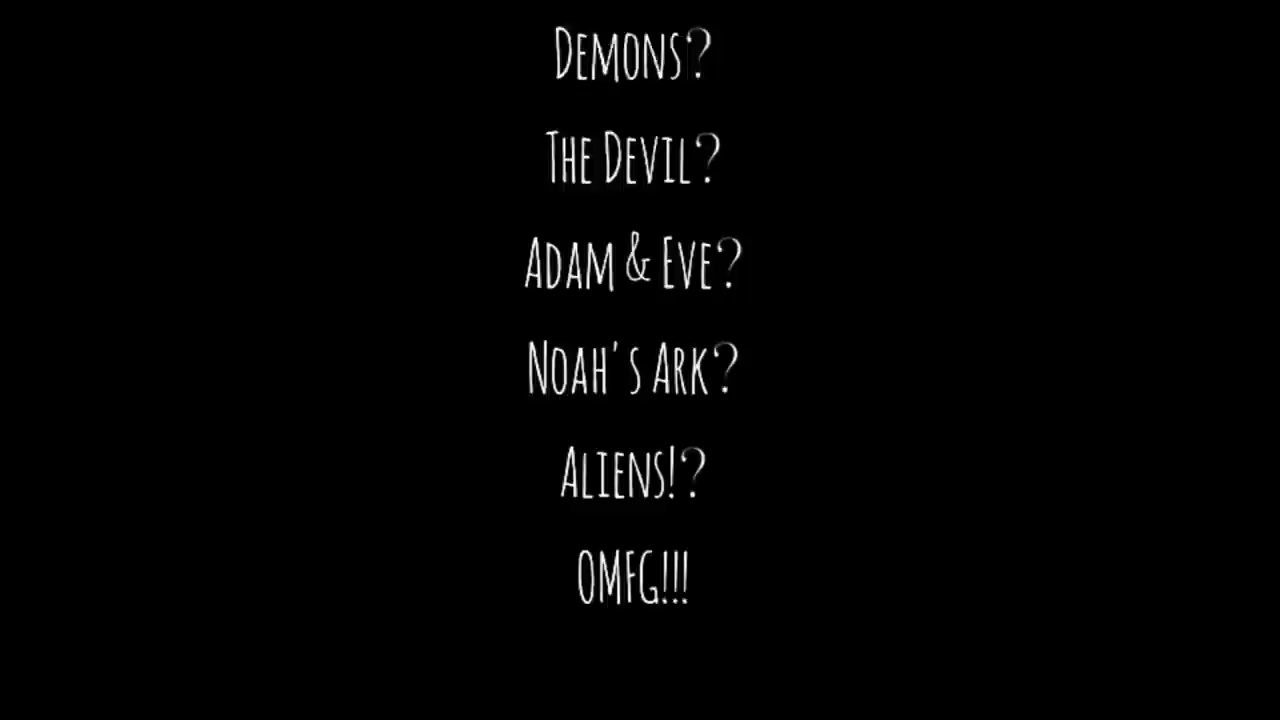 Demons?
The Devil?
Adam & Eve?
Noah's Ark?
Aliens!?
OMFG!!!